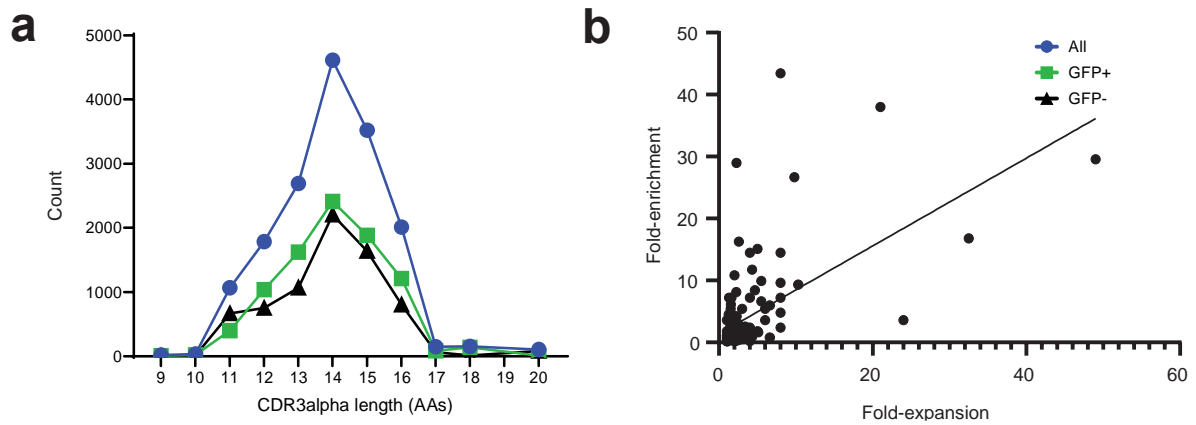 a
5000
4000
3000
2000
1000
0
Count
9 10 11 12 13 14 15 16 17 18 19 20
CDR3alpha length (AAs)
b
50
40
30
20
10
0
Fold-enrichment
All
GFP+
GFP-
0 20 40 60
Fold-expansion